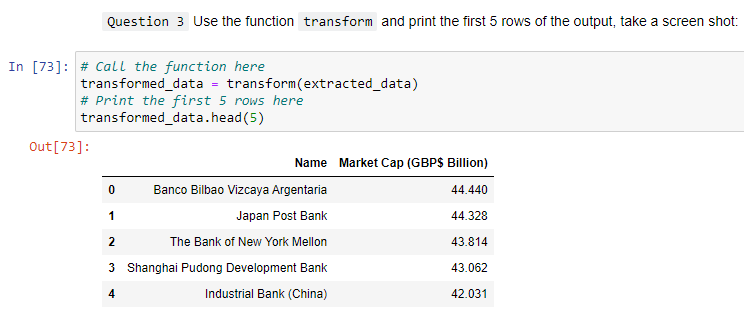 Question 3 Use the function transform and print the first 5 rows of the output, take a screen shot:
In [73]: # Call the function here
transformed_data = transform(extracted_data)
# Print the first 5 rows here
transformed_data.head(5)
Out[73]:
Name Market Cap (GBP$ Billion)
0 Banco Bilbao Vizcaya Argentaria 44.440
1 Japan Post Bank 44.328
2 The Bank of New York Mellon 43.814
3 Shanghai Pudong Development Bank 43.062
4 Industrial Bank (China) 42.031